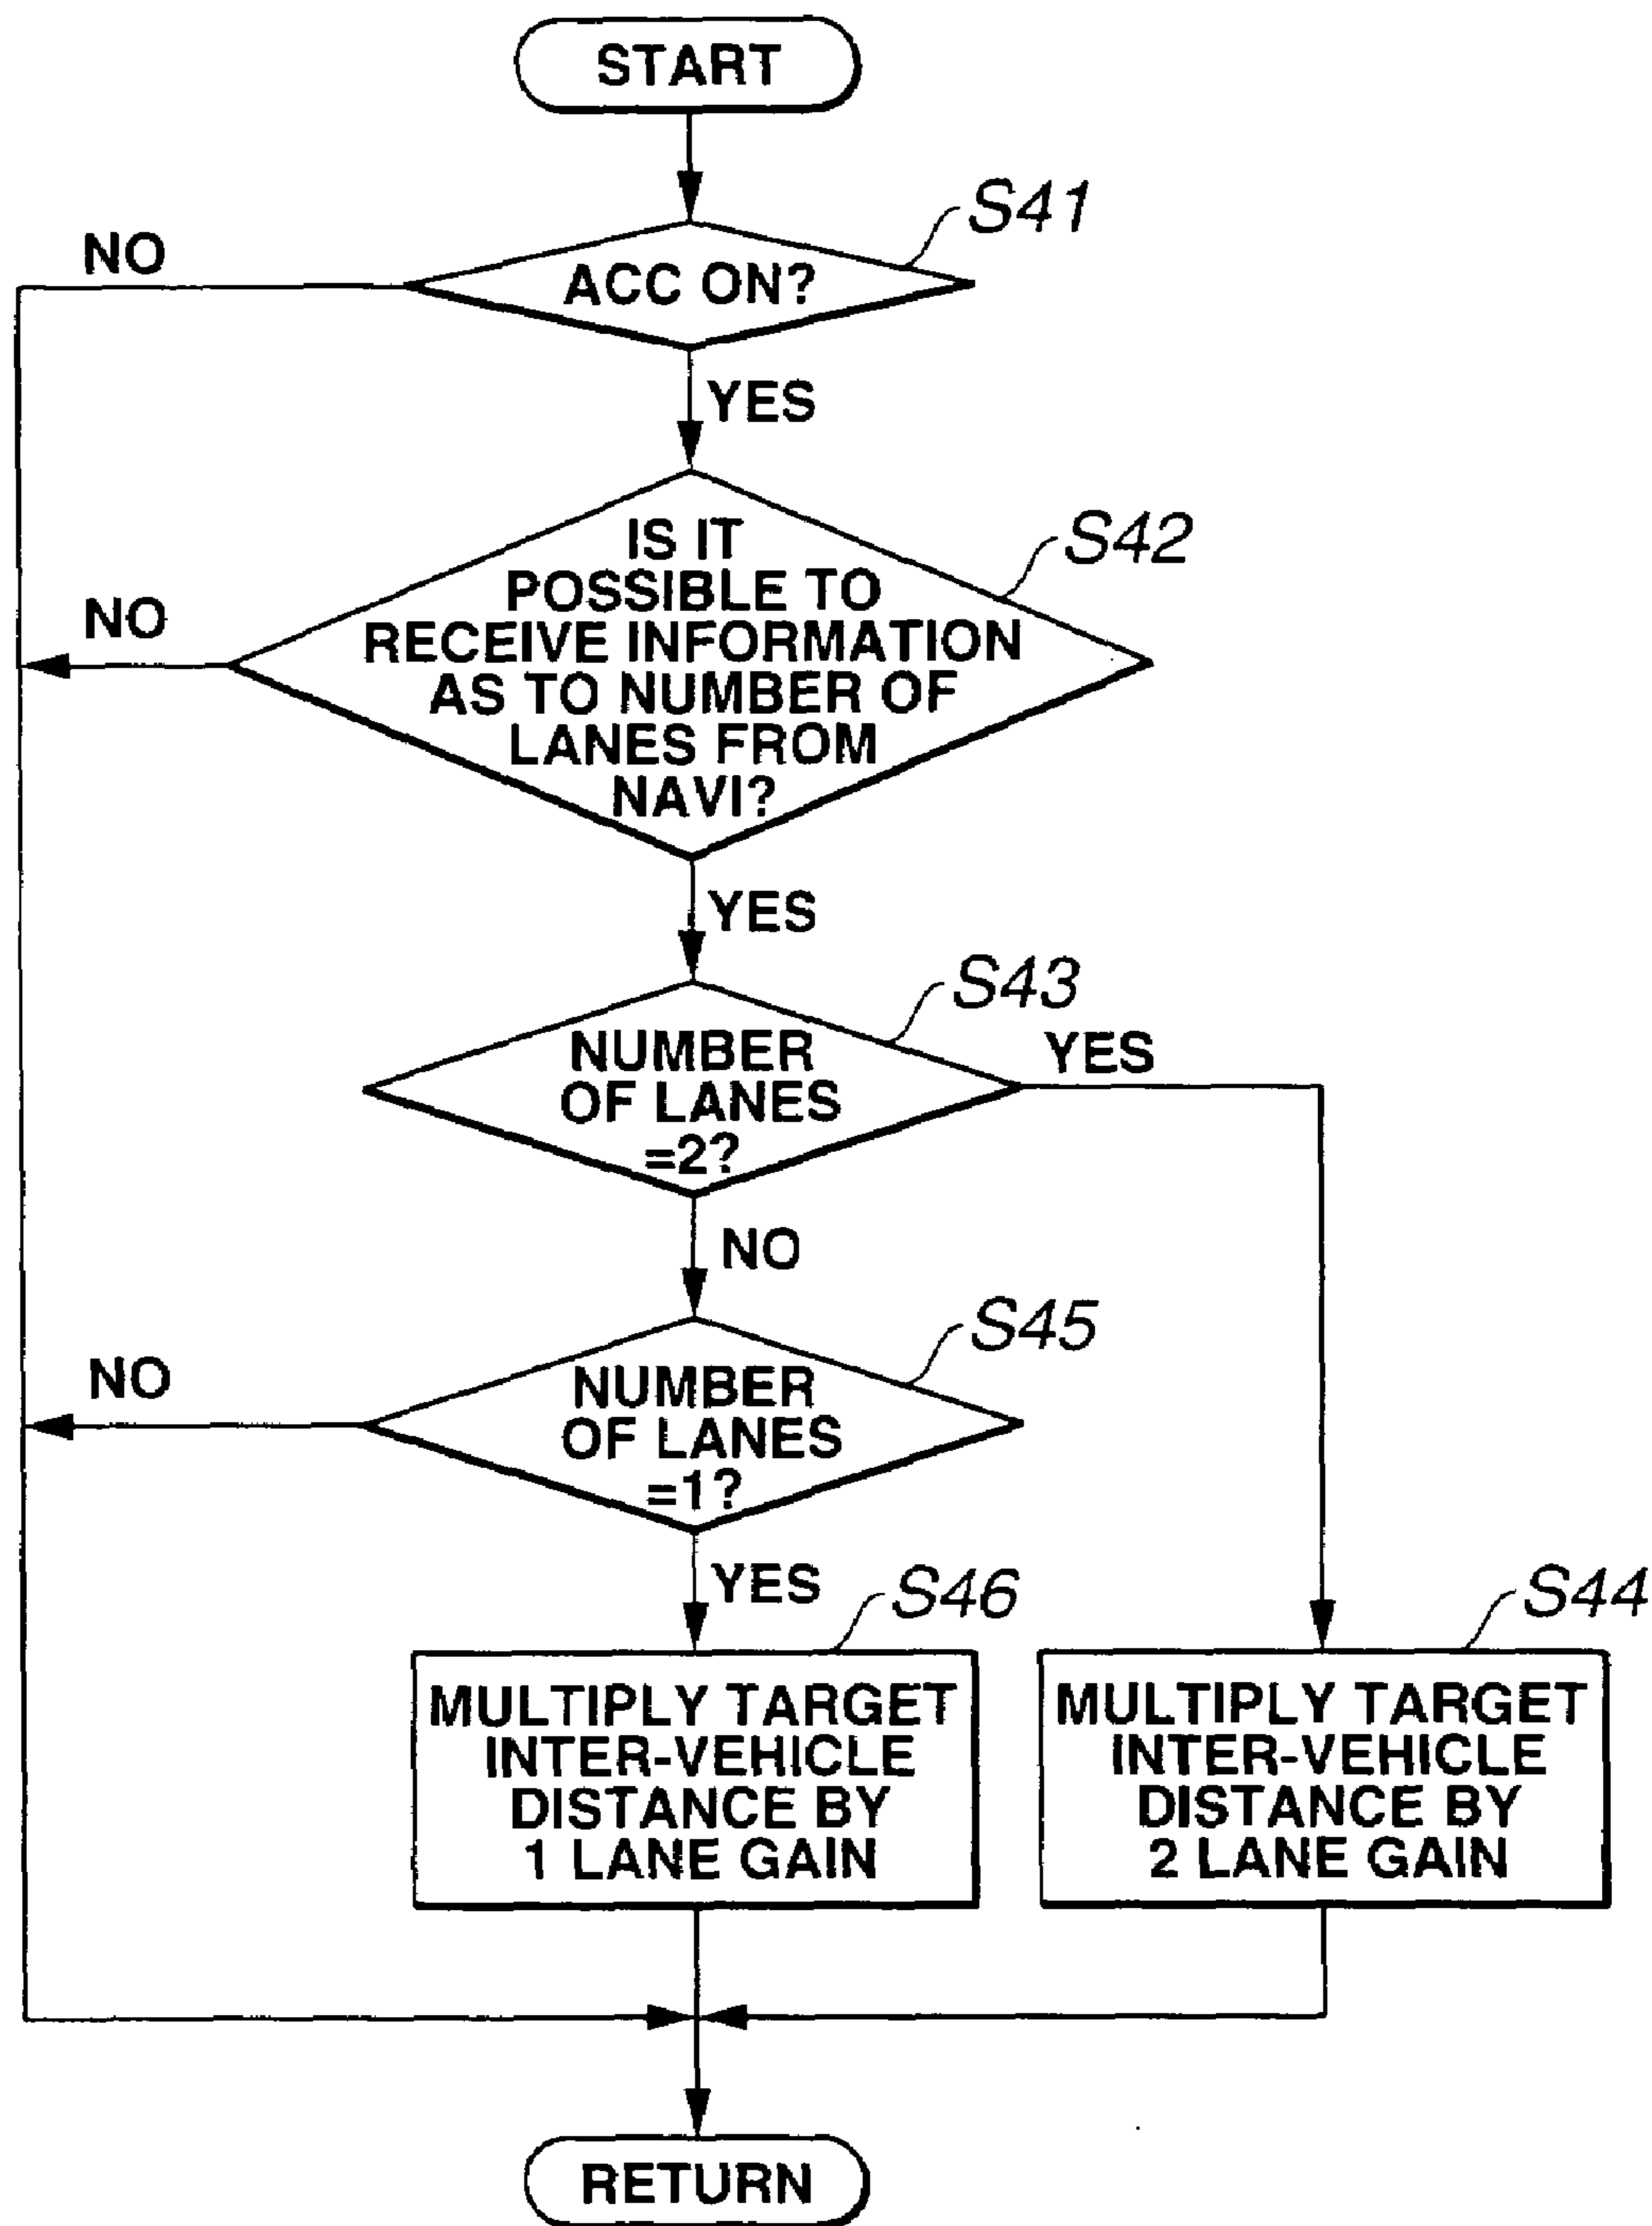 START
S41
NO
ACC ON?
YES
S42
IS IT
POSSIBLE TO
NO
RECEIVE INFORMATION
AS TO NUMBER OF
LANES FROM
NAVI?
YES
S43
NUMBER
YES
OF LANES
=2?
NO
S45
NO
NUMBER
OF LANES
=1?
YES
S46
S44
MULTIPLY TARGET
INTER-VEHICLE
DISTANCE BY
1 LANE GAIN
MULTIPLY TARGET
INTER-VEHICLE
DISTANCE BY
2 LANE GAIN
RETURN